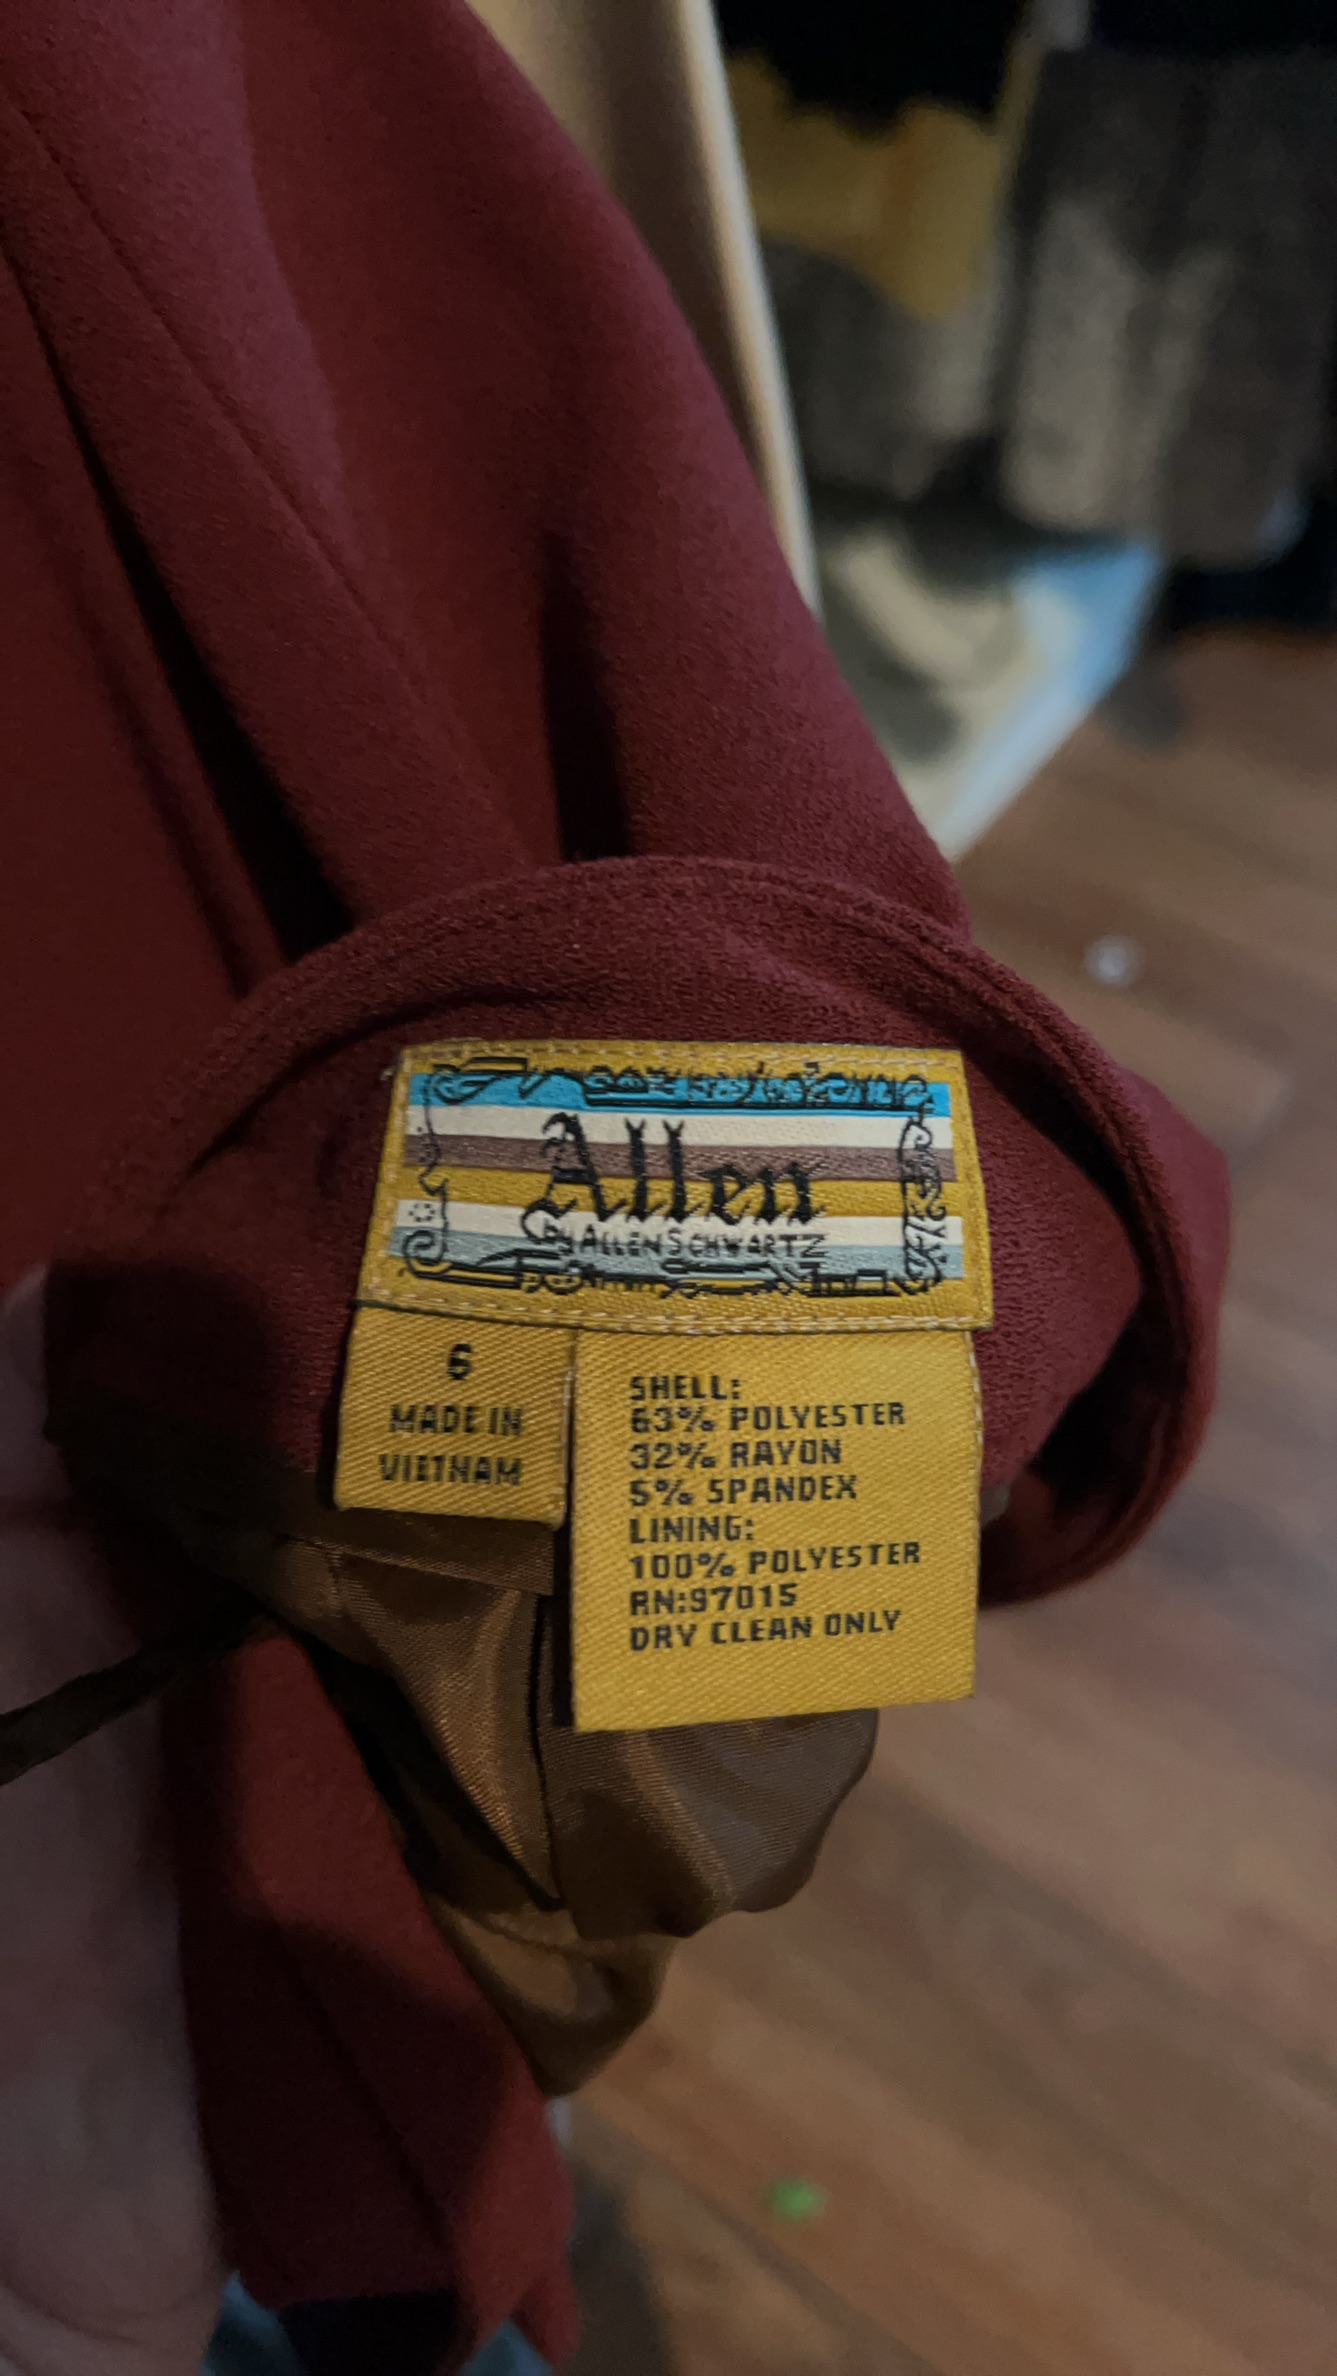 Allen
by ALLEN SCHWARTZ
6
MADE IN
VIETNAM
SHELL:
63% POLYESTER
32% RAYON
5% SPANDEX
LINING:
100% POLYESTER
RN:97015
DRY CLEAN ONLY